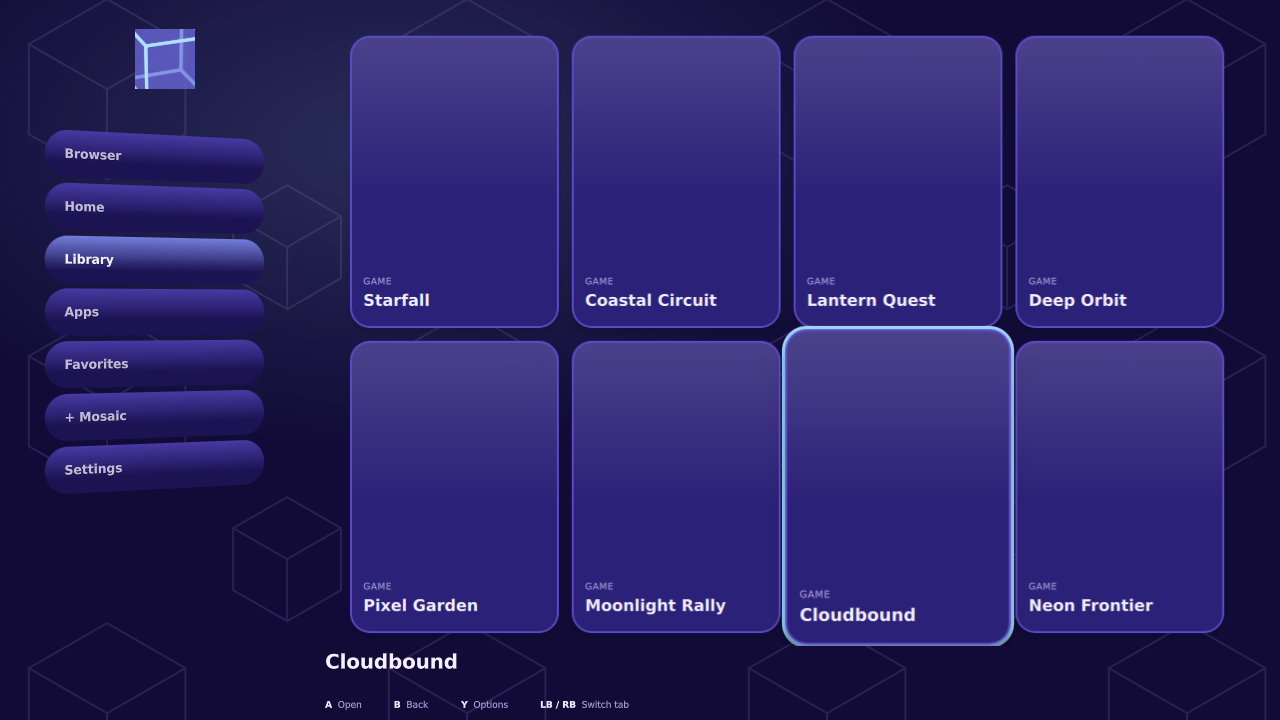 Browser
Home
Library
Apps
Favorites
+ Mosaic
Settings
GAME
Starfall
GAME
Coastal Circuit
GAME
Lantern Quest
GAME
Deep Orbit
GAME
Pixel Garden
GAME
Moonlight Rally
GAME
Cloudbound
GAME
Neon Frontier
Cloudbound
A Open B Back Y Options LB / RB Switch tab